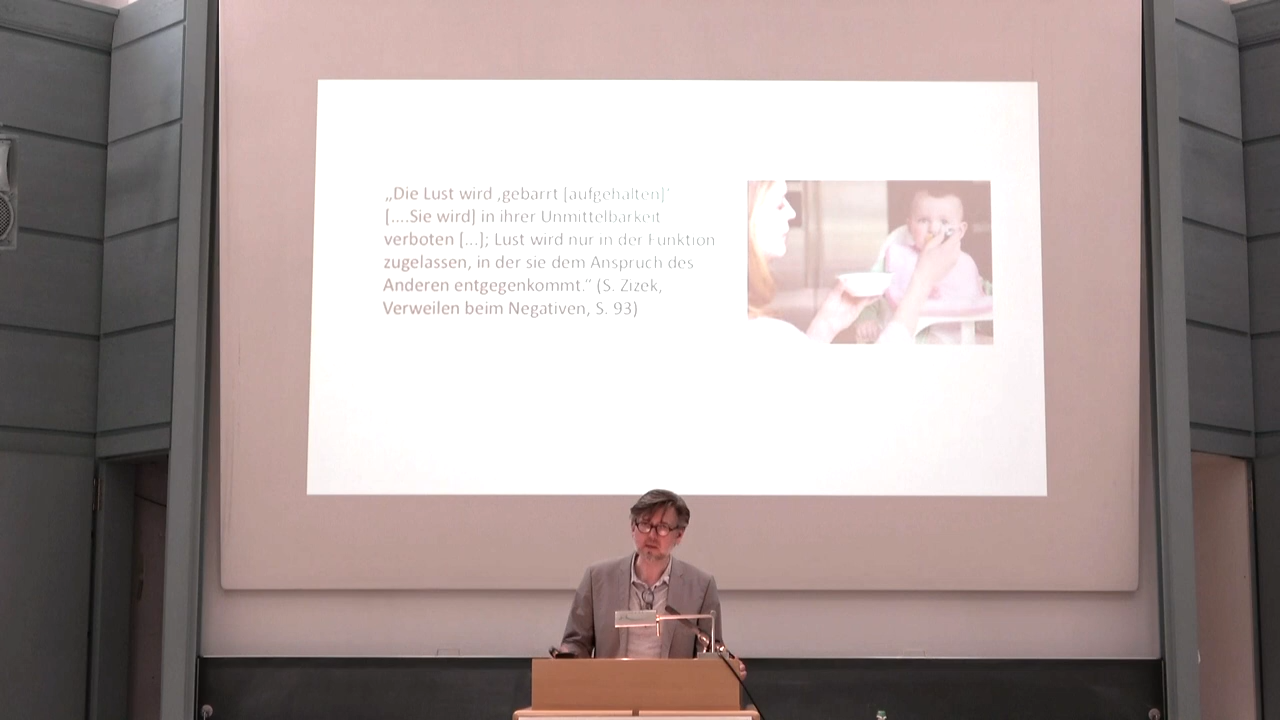 „Die Lust wird ‚gebarrt [aufgehalten]‘
[....Sie wird] in ihrer Unmittelbarkeit
verboten [...]; Lust wird nur in der Funktion
zugelassen, in der sie dem Anspruch des
Anderen entgegenkommt.“ (S. Zizek,
Verweilen beim Negativen, S. 93)